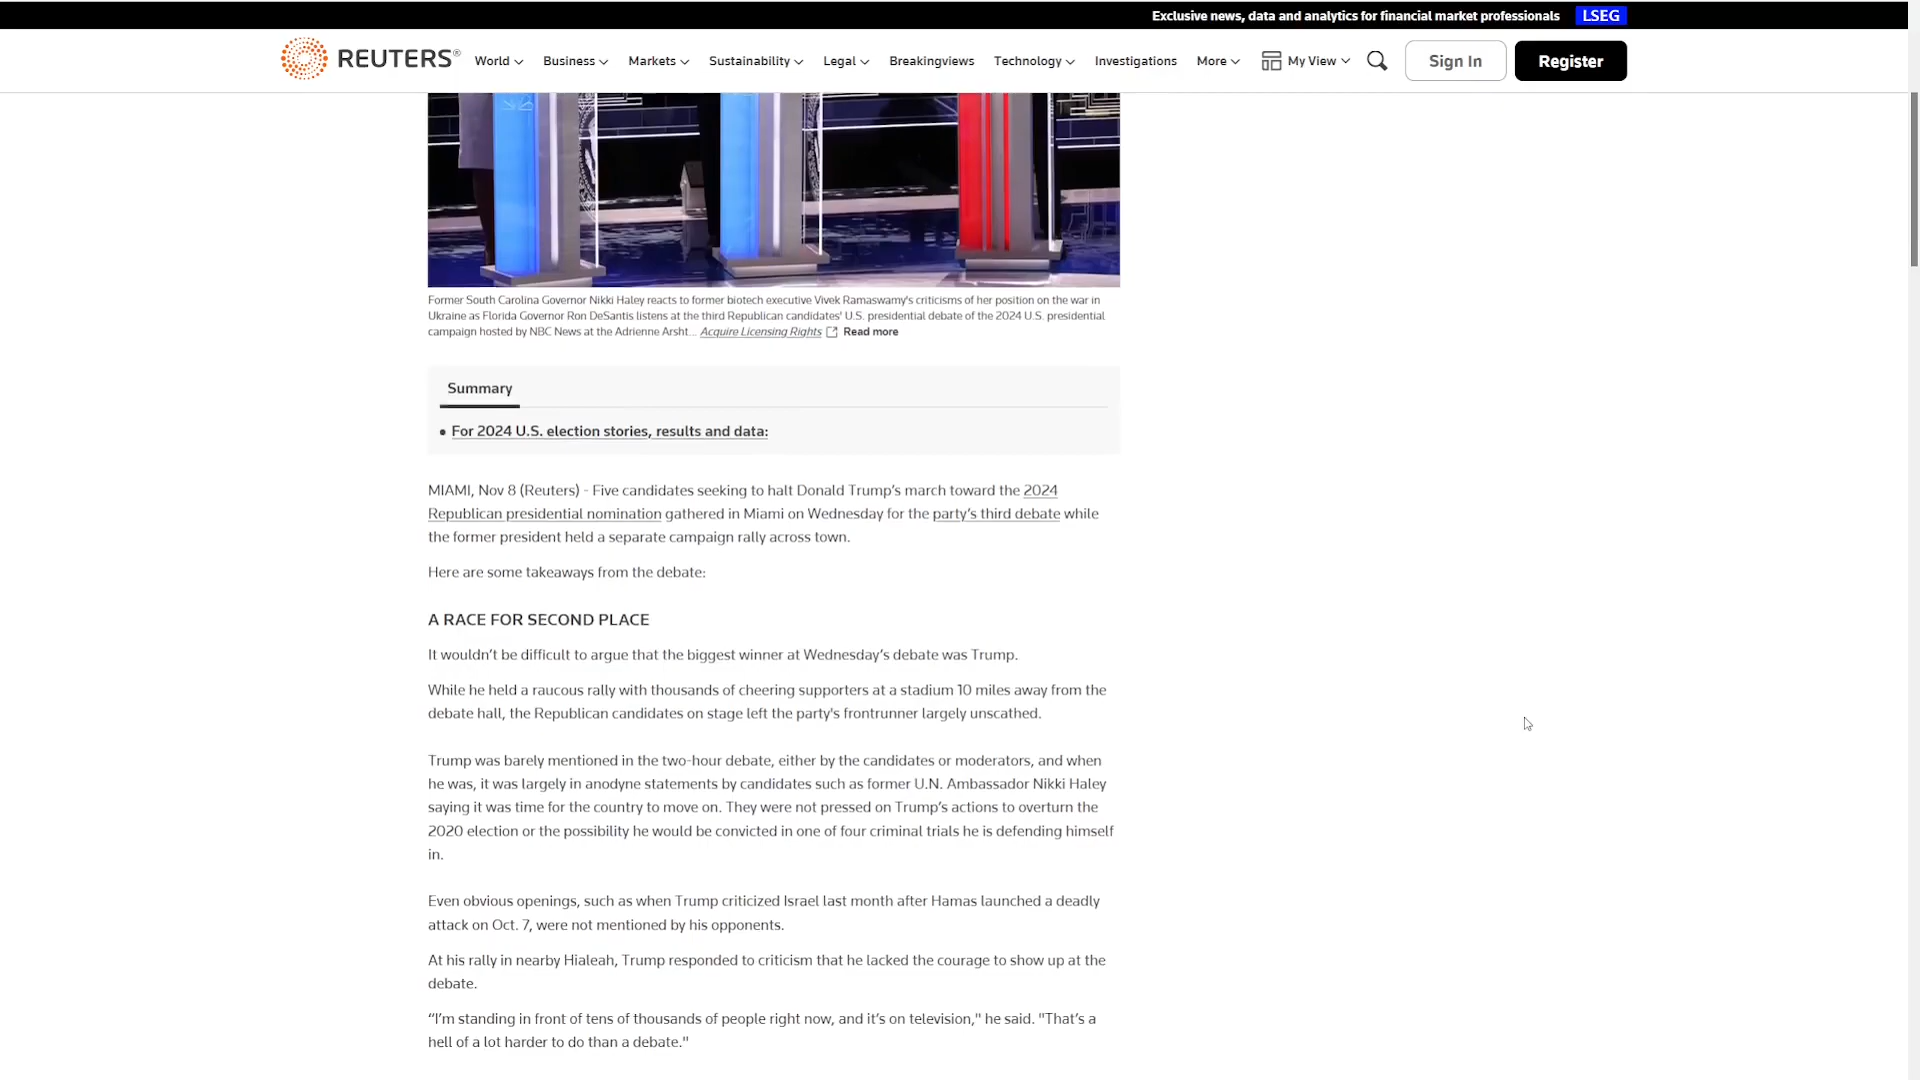 Exclusive news, data and analytics for financial market professionals LSEG
REUTERS® World Business Markets Sustainability Legal Breakingviews Technology Investigations More My View Sign In Register
Former South Carolina Governor Nikki Haley reacts to former biotech executive Vivek Ramaswamy's criticisms of her position on the war in
Ukraine as Florida Governor Ron DeSantis listens at the third Republican candidates' U.S. presidential debate of the 2024 U.S. presidential
campaign hosted by NBC News at the Adrienne Arsht... Acquire Licensing Rights Read more
Summary
• For 2024 U.S. election stories, results and data:
MIAMI, Nov 8 (Reuters) - Five candidates seeking to halt Donald Trump’s march toward the 2024
Republican presidential nomination gathered in Miami on Wednesday for the party’s third debate while
the former president held a separate campaign rally across town.
Here are some takeaways from the debate:
A RACE FOR SECOND PLACE
It wouldn’t be difficult to argue that the biggest winner at Wednesday’s debate was Trump.
While he held a raucous rally with thousands of cheering supporters at a stadium 10 miles away from the
debate hall, the Republican candidates on stage left the party's frontrunner largely unscathed.
Trump was barely mentioned in the two-hour debate, either by the candidates or moderators, and when
he was, it was largely in anodyne statements by candidates such as former U.N. Ambassador Nikki Haley
saying it was time for the country to move on. They were not pressed on Trump’s actions to overturn the
2020 election or the possibility he would be convicted in one of four criminal trials he is defending himself
in.
Even obvious openings, such as when Trump criticized Israel last month after Hamas launched a deadly
attack on Oct. 7, were not mentioned by his opponents.
At his rally in nearby Hialeah, Trump responded to criticism that he lacked the courage to show up at the
debate.
“I’m standing in front of tens of thousands of people right now, and it’s on television," he said. "That’s a
hell of a lot harder to do than a debate."